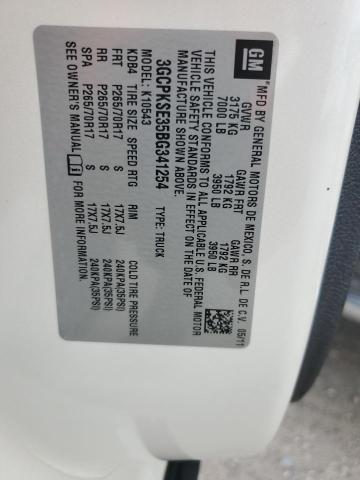 GM
MFD BY GENERAL MOTORS DE MEXICO, S. DE R.L. DE C.V. 05/11
GVWR GAWR FRT GAWR RR
3175 KG 1792 KG 1792 KG
7000 LB 3950 LB 3950 LB
THIS VEHICLE CONFORMS TO ALL APPLICABLE U.S. FEDERAL MOTOR
VEHICLE SAFETY STANDARDS IN EFFECT ON THE DATE OF
MANUFACTURE SHOWN ABOVE.
3GCPKSE35BG341254 TYPE: TRUCK
MODEL: K10543
KDB4 TIRE SIZE SPEED RTG RIM COLD TIRE PRESSURE
FRT P265/70R17 S 17X7.5J 240KPA(35PSI)
RR P265/70R17 S 17X7.5J 240KPA(35PSI)
SPA P265/70R17 S 17X7.5J 240KPA(35PSI)
SEE OWNER'S MANUAL FOR MORE INFORMATION.